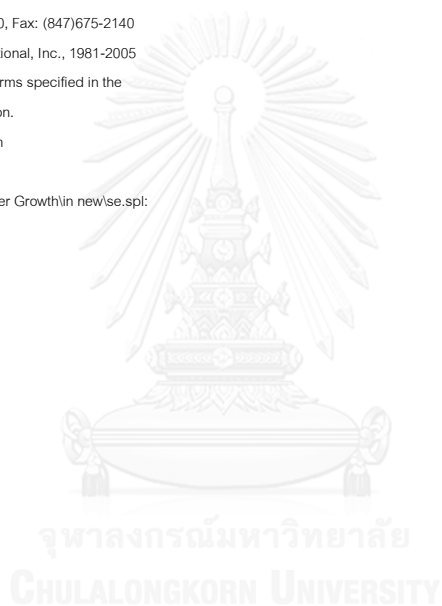 0, Fax: (847)675-2140
ional, Inc., 1981-2005
rms specified in the
on.
n
er Growth\in new\se.spl:
จุฬาลงกรณ์มหาวิทยาลัย
CHULALONGKORN UNIVERSITY